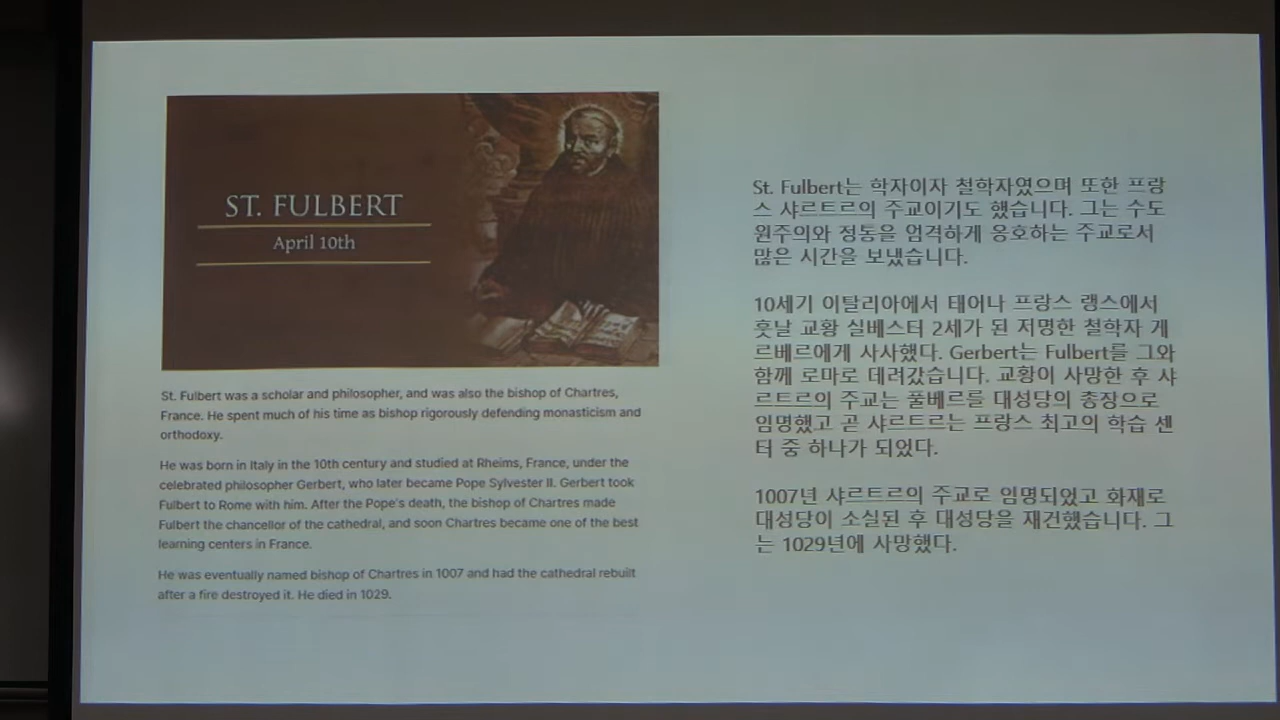 ST. FULBERT
April 10th
St. Fulbert was a scholar and philosopher, and was also the bishop of Chartres,
France. He spent much of his time as bishop rigorously defending monasticism and
orthodoxy.
He was born in Italy in the 10th century and studied at Rheims, France, under the
celebrated philosopher Gerbert, who later became Pope Sylvester II. Gerbert took
Fulbert to Rome with him. After the Pope's death, the bishop of Chartres made
Fulbert the chancellor of the cathedral, and soon Chartres became one of the best
learning centers in France.
He was eventually named bishop of Chartres in 1007 and had the cathedral rebuilt
after a fire destroyed it. He died in 1029.
St. Fulbert는 학자이자 철학자였으며 또한 프랑
스 샤르트르의 주교이기도 했습니다. 그는 수도
원주의와 정통을 엄격하게 옹호하는 주교로서
많은 시간을 보냈습니다.
10세기 이탈리아에서 태어나 프랑스 랭스에서
훗날 교황 실베스터 2세가 된 저명한 철학자 게
르베르에게 사사했다. Gerbert는 Fulbert를 그와
함께 로마로 데려갔습니다. 교황이 사망한 후 샤
르트르의 주교는 풀베르를 대성당의 총장으로
임명했고 곧 샤르트르는 프랑스 최고의 학습 센
터 중 하나가 되었다.
1007년 샤르트르의 주교로 임명되었고 화재로
대성당이 소실된 후 대성당을 재건했습니다. 그
는 1029년에 사망했다.